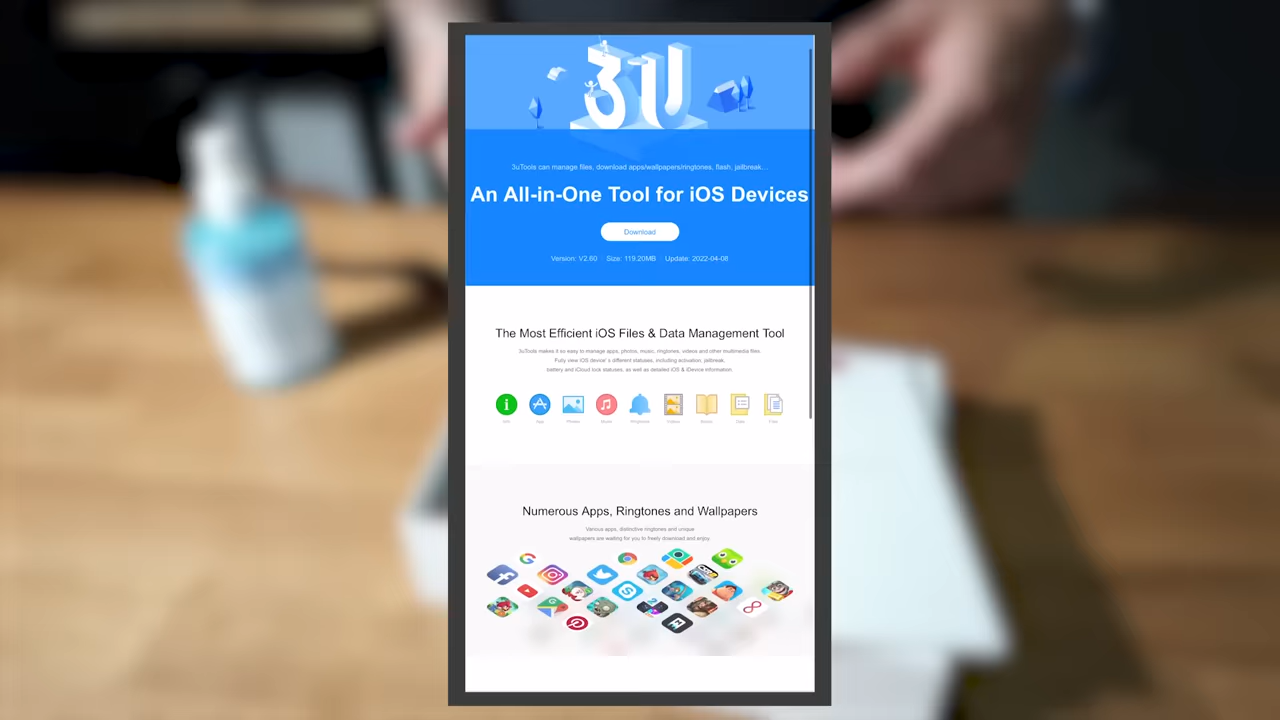 3U
3uTools can manage files, download apps/wallpapers/ringtones, flash, jailbreak...
An All-in-One Tool for iOS Devices
Download
Version: V2.60 Size: 119.20MB Update: 2022-04-08
The Most Efficient iOS Files & Data Management Tool
3uTools makes it so easy to manage apps, photos, music, ringtones, videos and other multimedia files.
Fully view iOS device' s different statuses, including activation, jailbreak,
battery and iCloud lock statuses, as well as detailed iOS & iDevice information.
Numerous Apps, Ringtones and Wallpapers
Various apps, distinctive ringtones and unique
wallpapers are waiting for you to freely download and enjoy.